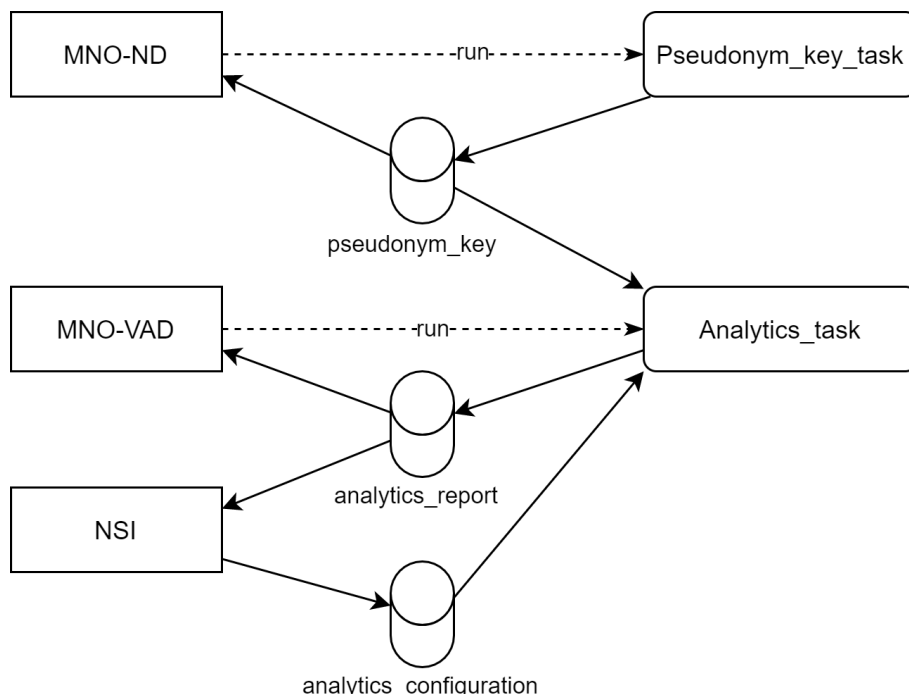 MNO-ND
run
Pseudonym_key_task
pseudonym_key
MNO-VAD
run
Analytics_task
analytics_report
NSI
analytics_configuration